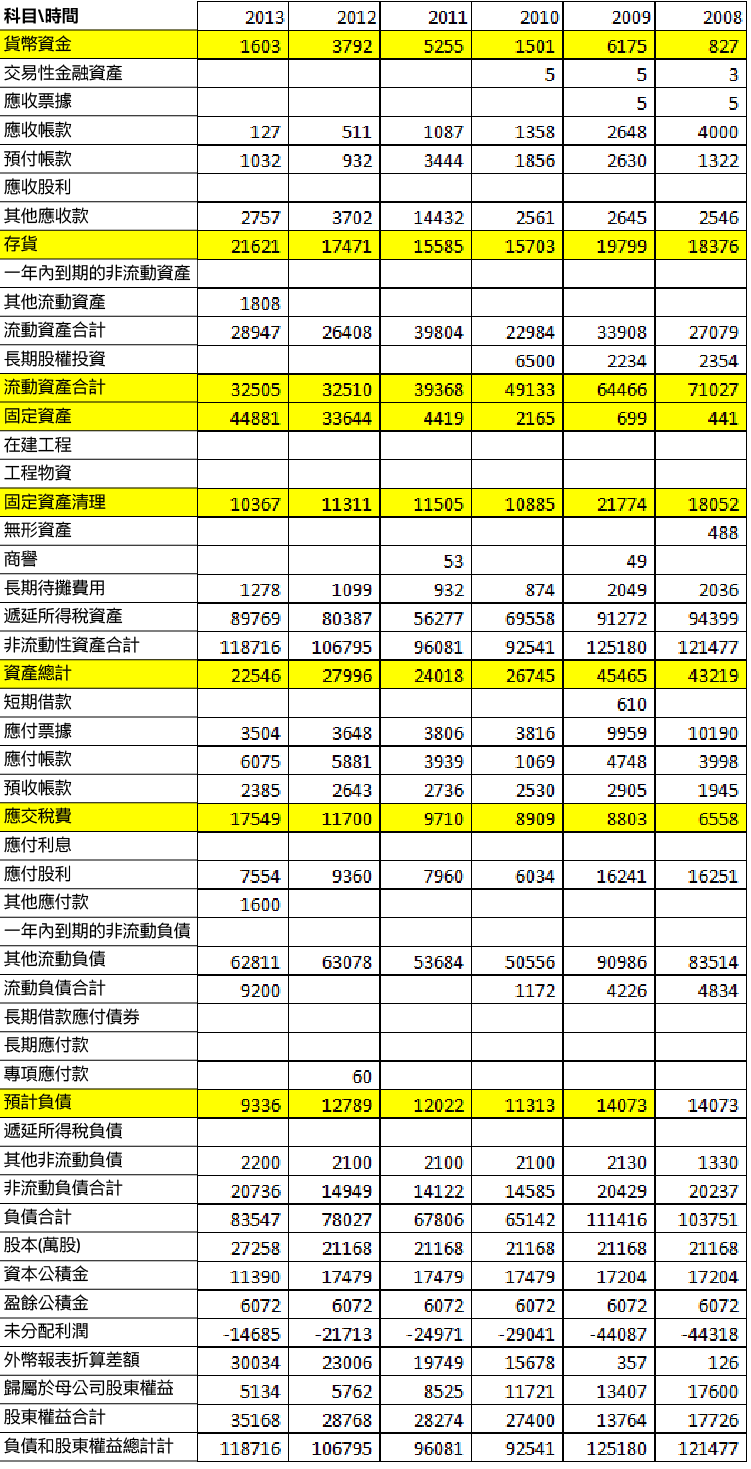 科目\時間 2013 2012 2011 2010 2009 2008
貨幣資金 1603 3792 5255 1501 6175 827
交易性金融資產 5 5 3
應收票據 5 5
應收帳款 127 511 1087 1358 2648 4000
預付帳款 1032 932 3444 1856 2630 1322
應收股利
其他應收款 2757 3702 14432 2561 2645 2546
存貨 21621 17471 15585 15703 19799 18376
一年內到期的非流動資產
其他流動資產 1808
流動資產合計 28947 26408 39804 22984 33908 27079
長期股權投資 6500 2234 2354
流動資產合計 32505 32510 39368 49133 64466 71027
固定資產 44881 33644 4419 2165 699 441
在建工程
工程物資
固定資產清理 10367 11311 11505 10885 21774 18052
無形資產 488
商譽 53 49
長期待攤費用 1278 1099 932 874 2049 2036
遞延所得稅資產 89769 80387 56277 69558 91272 94399
非流動性資產合計 118716 106795 96081 92541 125180 121477
資產總計 22546 27996 24018 26745 45465 43219
短期借款 610
應付票據 3504 3648 3806 3816 9959 10190
應付帳款 6075 5881 3939 1069 4748 3998
預收帳款 2385 2643 2736 2530 2905 1945
應交稅費 17549 11700 9710 8909 8803 6558
應付利息
應付股利 7554 9360 7960 6034 16241 16251
其他應付款 1600
一年內到期的非流動負債
其他流動負債 62811 63078 53684 50556 90986 83514
流動負債合計 9200 1172 4226 4834
長期借款應付債券
長期應付款
專項應付款 60
預計負債 9336 12789 12022 11313 14073 14073
遞延所得稅負債
其他非流動負債 2200 2100 2100 2100 2130 1330
非流動負債合計 20736 14949 14122 14585 20429 20237
負債合計 83547 78027 67806 65142 111416 103751
股本(萬股) 27258 21168 21168 21168 21168 21168
資本公積金 11390 17479 17479 17479 17204 17204
盈餘公積金 6072 6072 6072 6072 6072 6072
未分配利潤 -14685 -21713 -24971 -29041 -44087 -44318
外幣報表折算差額 30034 23006 19749 15678 357 126
歸屬於母公司股東權益 5134 5762 8525 11721 13407 17600
股東權益合計 35168 28768 28274 27400 13764 17726
負債和股東權益總計計 118716 106795 96081 92541 125180 121477